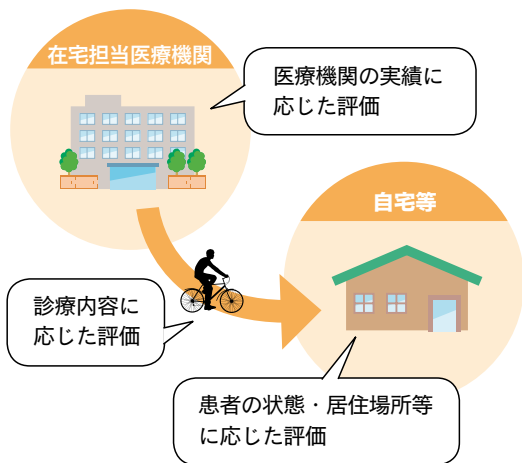 在宅担当医療機関
医療機関の実績に
応じた評価
自宅等
診療内容に
応じた評価
患者の状態・居住場所等
に応じた評価